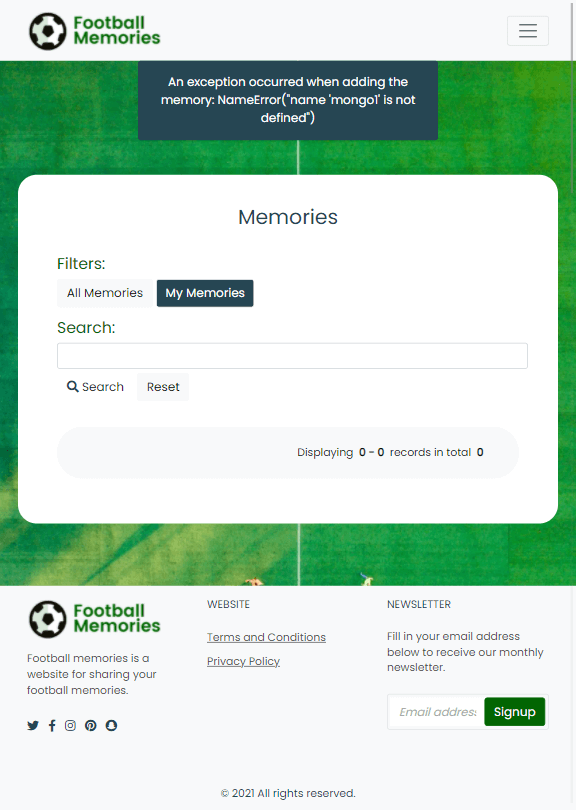 Football
Memories
An exception occurred when adding the
memory: NameError("name 'mongo1' is not
defined")
Memories
Filters:
All Memories My Memories
Search:
Search Reset
Displaying 0 - 0 records in total 0
Football
Memories
Football memories is a
website for sharing your
football memories.
WEBSITE
Terms and Conditions
Privacy Policy
NEWSLETTER
Fill in your email address
below to receive our monthly
newsletter.
Email address Signup
© 2021 All rights reserved.